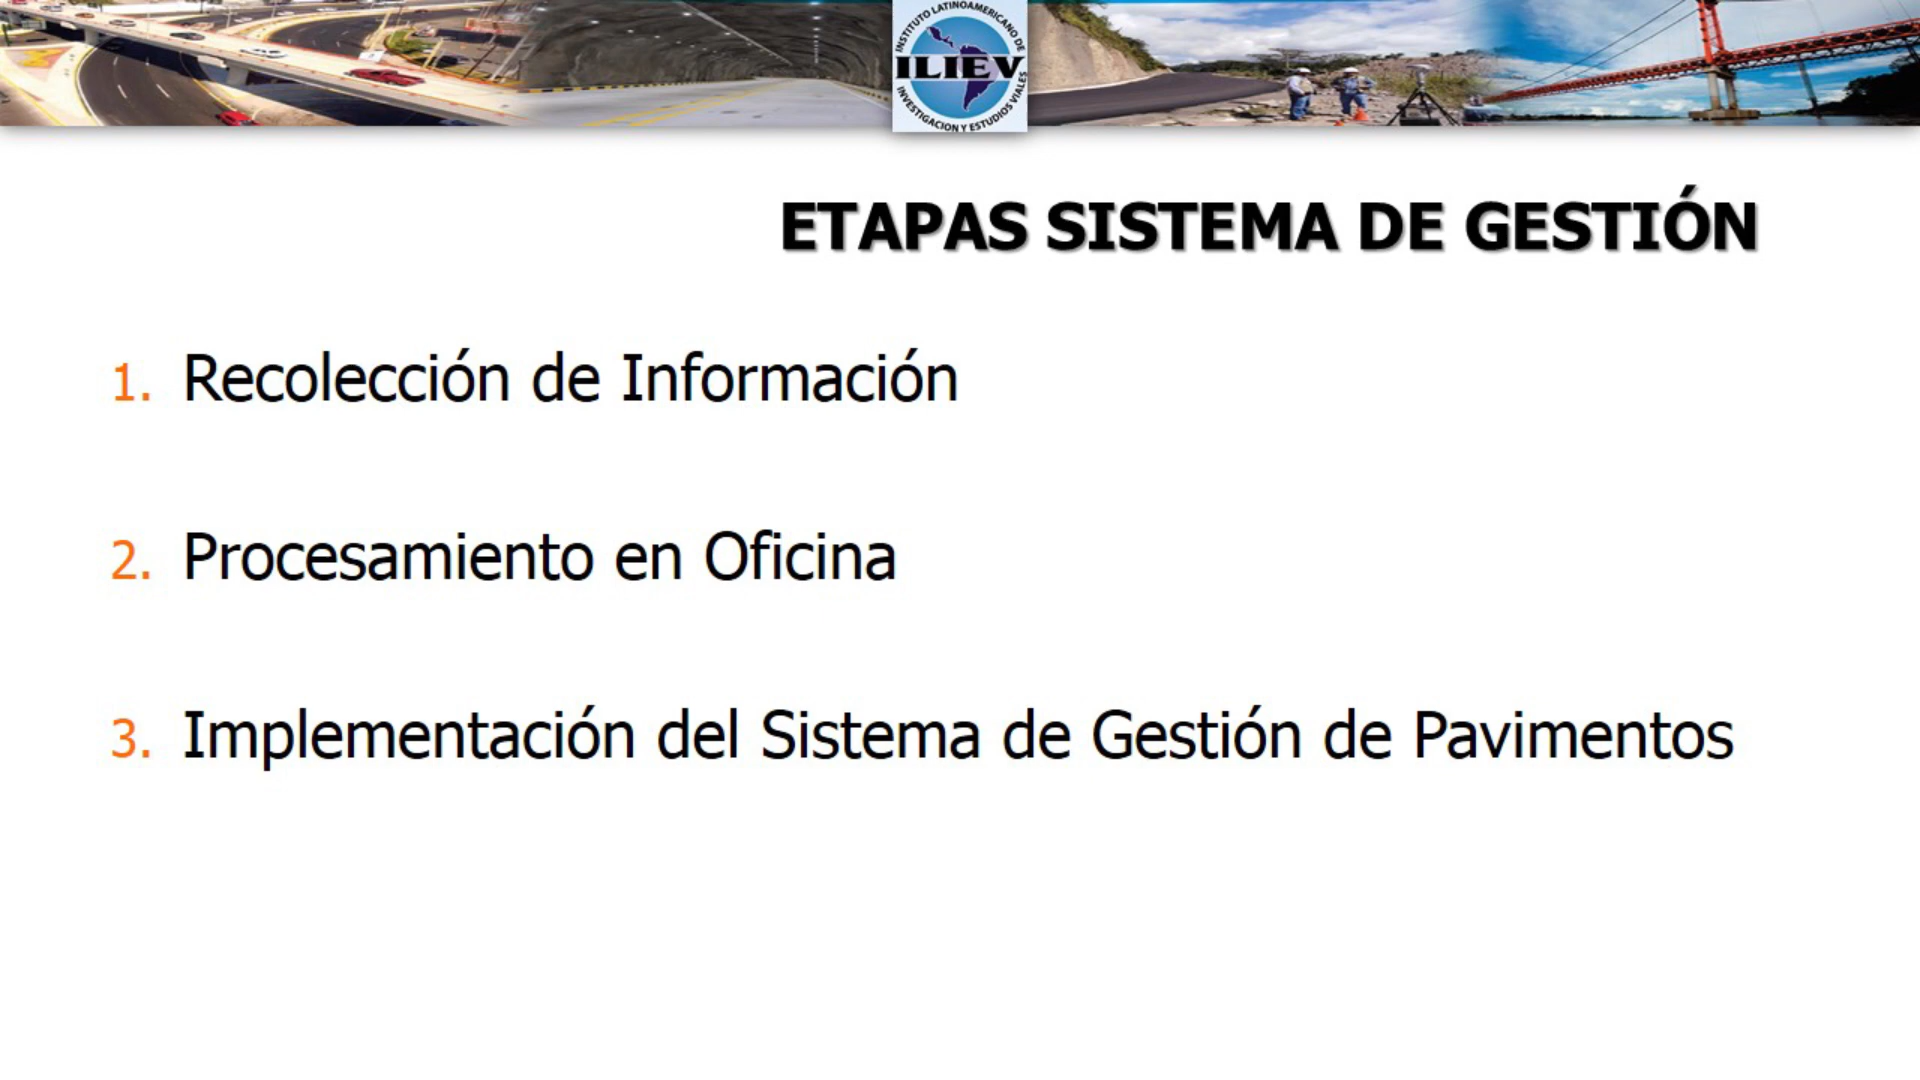 INSTITUTO LATINOAMERICANO DE
ILIEV
INVESTIGACION Y ESTUDIOS VIALES
ETAPAS SISTEMA DE GESTIÓN
1. Recolección de Información
2. Procesamiento en Oficina
3. Implementación del Sistema de Gestión de Pavimentos